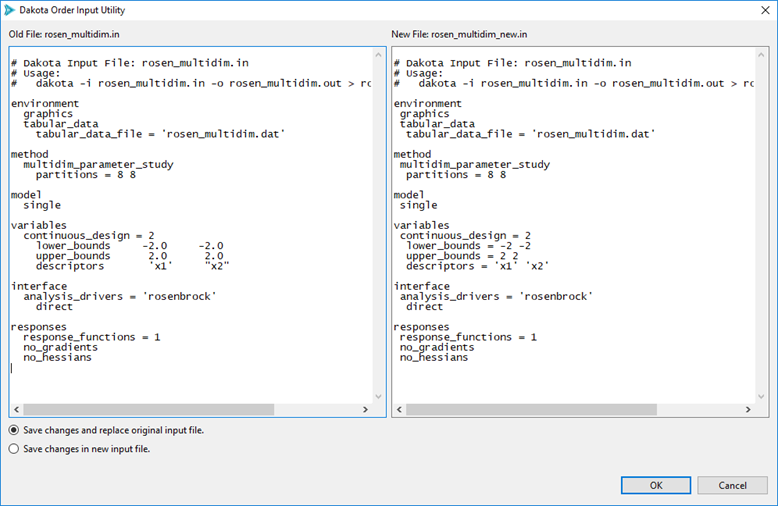 Dakota Order Input Utility
Old File: rosen_multidim.in
# Dakota Input File: rosen_multidim.in
# Usage:
#   dakota -i rosen_multidim.in -o rosen_multidim.out > ro
environment
  graphics
  tabular_data
    tabular_data_file = 'rosen_multidim.dat'
method
  multidim_parameter_study
    partitions = 8 8
model
  single
variables
  continuous_design = 2
    lower_bounds     -2.0     -2.0
    upper_bounds      2.0      2.0
    descriptors       'x1'     "x2"
interface
  analysis_drivers = 'rosenbrock'
    direct
responses
  response_functions = 1
  no_gradients
  no_hessians
New File: rosen_multidim_new.in
# Dakota Input File: rosen_multidim.in
# Usage:
#   dakota -i rosen_multidim.in -o rosen_multidim.out > ro
environment
 graphics
 tabular_data
  tabular_data_file = 'rosen_multidim.dat'
method
 multidim_parameter_study
  partitions = 8 8
model
 single
variables
 continuous_design = 2
  lower_bounds = -2 -2
  upper_bounds = 2 2
  descriptors = 'x1' 'x2'
interface
 analysis_drivers = 'rosenbrock'
  direct
responses
 response_functions = 1
  no_gradients
  no_hessians
Save changes and replace original input file.
Save changes in new input file.
OK
Cancel